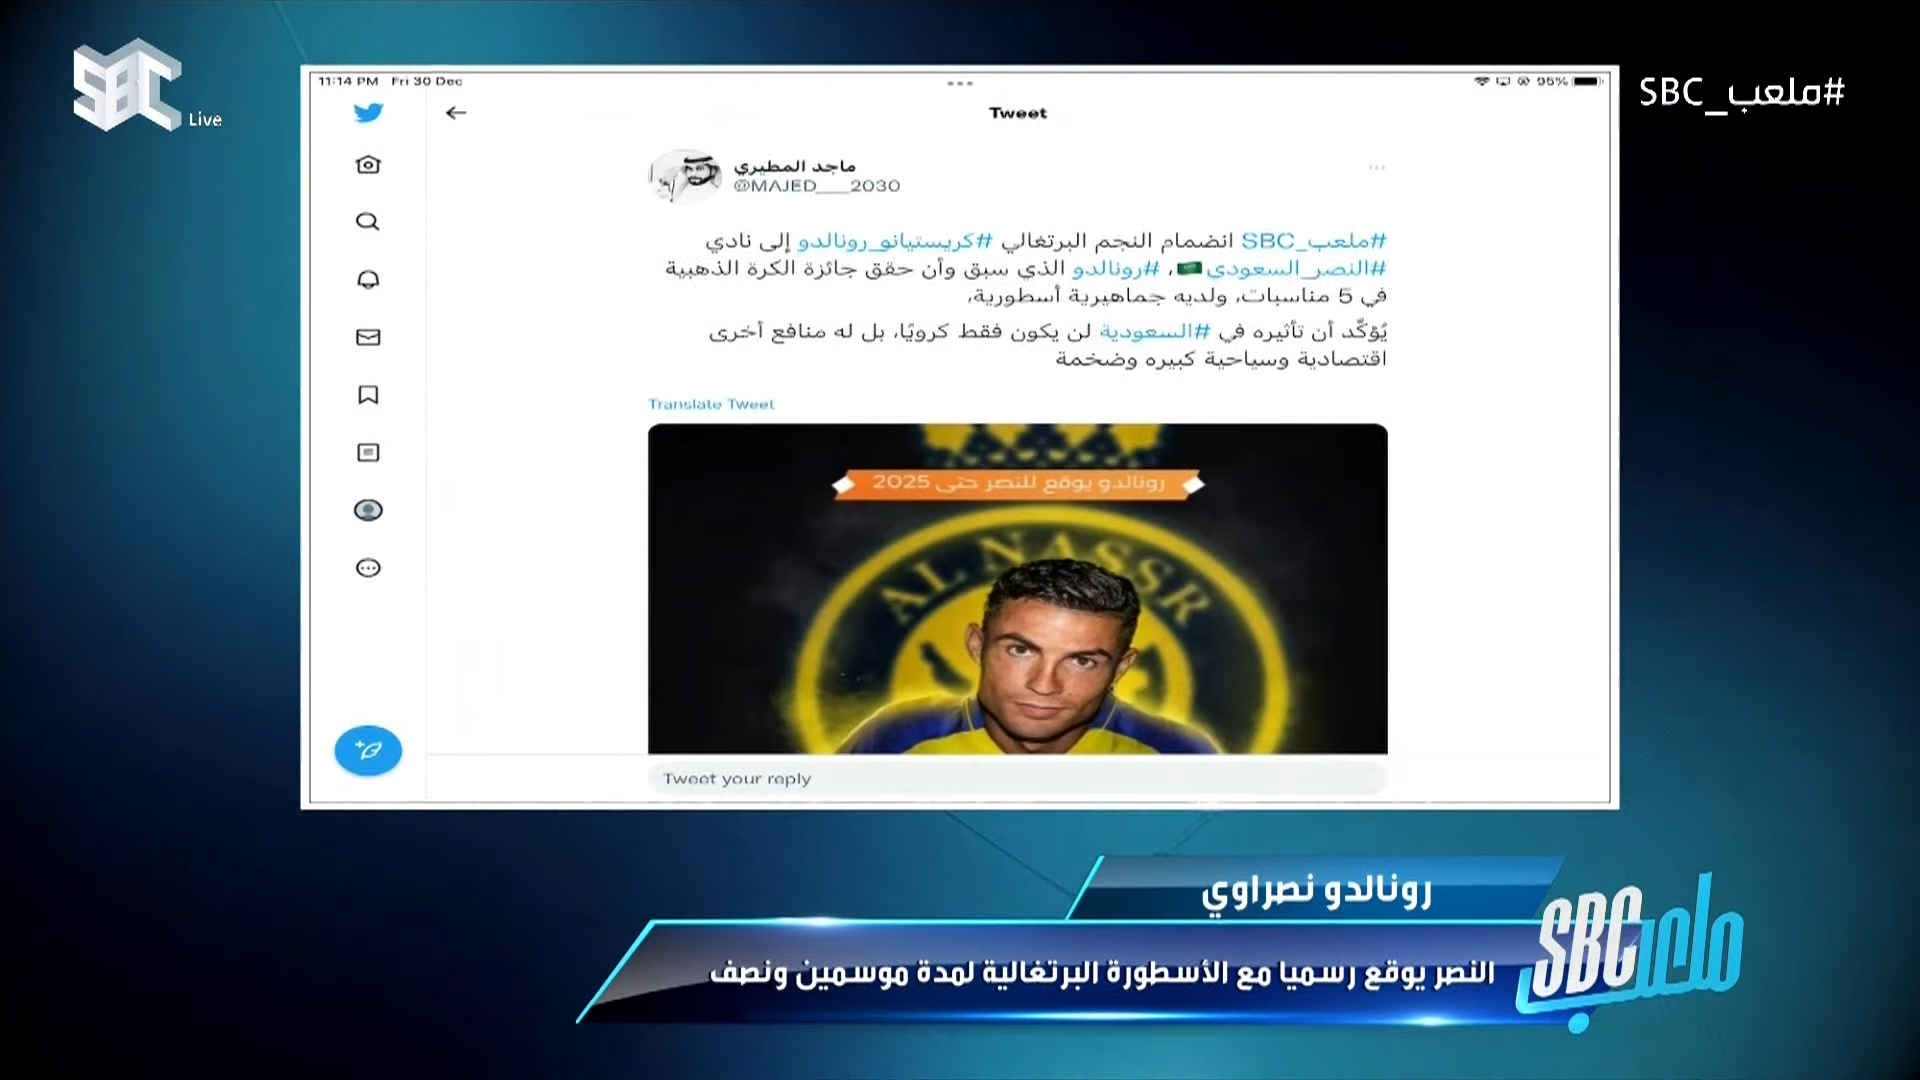 SBC
Live
#ملعب_SBC
11:14 PM Fri 30 Dec
95%
Tweet
ماجد المطيري
@MAJED___2030
#ملعب_SBC انضمام النجم البرتغالي #كريستيانو_رونالدو إلى نادي
#النصر_السعودي🇸🇦، #رونالدو الذي سبق وأن حقق جائزة الكرة الذهبية
في 5 مناسبات، ولديه جماهيرية أسطورية،
يُؤكِّد أن تأثيره في #السعودية لن يكون فقط كرويًا، بل له منافع أخرى
اقتصادية وسياحية كبيره وضخمة
Translate Tweet
رونالدو يوقع للنصر حتى 2025
AL NASSR
Tweet your reply
رونالدو نصراوي
النصر يوقع رسميا مع الأسطورة البرتغالية لمدة موسمين ونصف
ملعب SBC